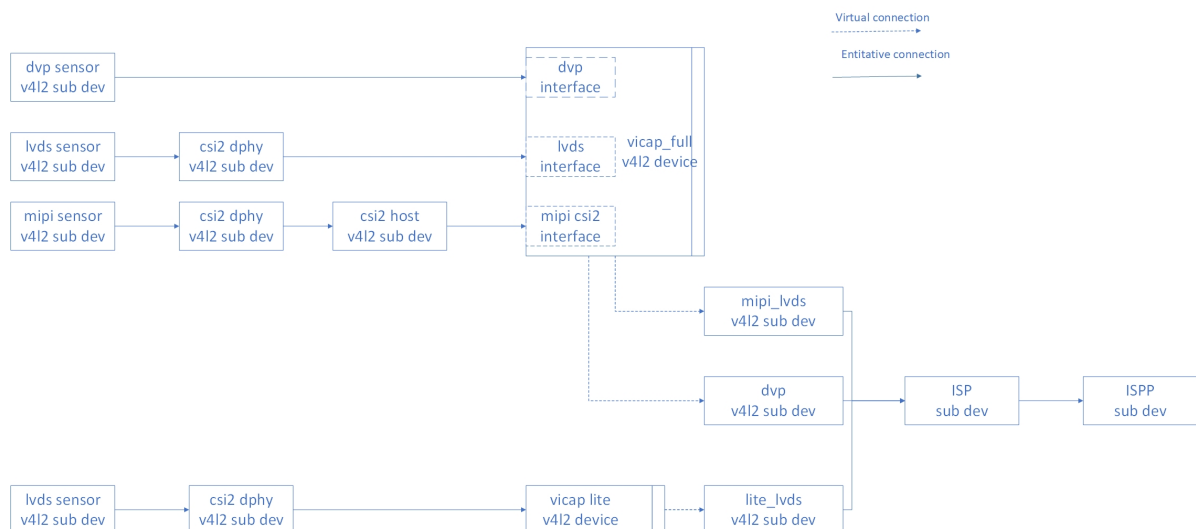 Virtual connection
Entitative connection
dvp sensor
v4l2 sub dev
dvp
interface
lvds sensor
v4l2 sub dev
csi2 dphy
v4l2 sub dev
lvds
interface
vicap_full
v4l2 device
mipi sensor
v4l2 sub dev
csi2 dphy
v4l2 sub dev
csi2 host
v4l2 sub dev
mipi csi2
interface
mipi_lvds
v4l2 sub dev
dvp
v4l2 sub dev
ISP
sub dev
ISPP
sub dev
lvds sensor
v4l2 sub dev
csi2 dphy
v4l2 sub dev
vicap lite
v4l2 device
lite_lvds
v4l2 sub dev